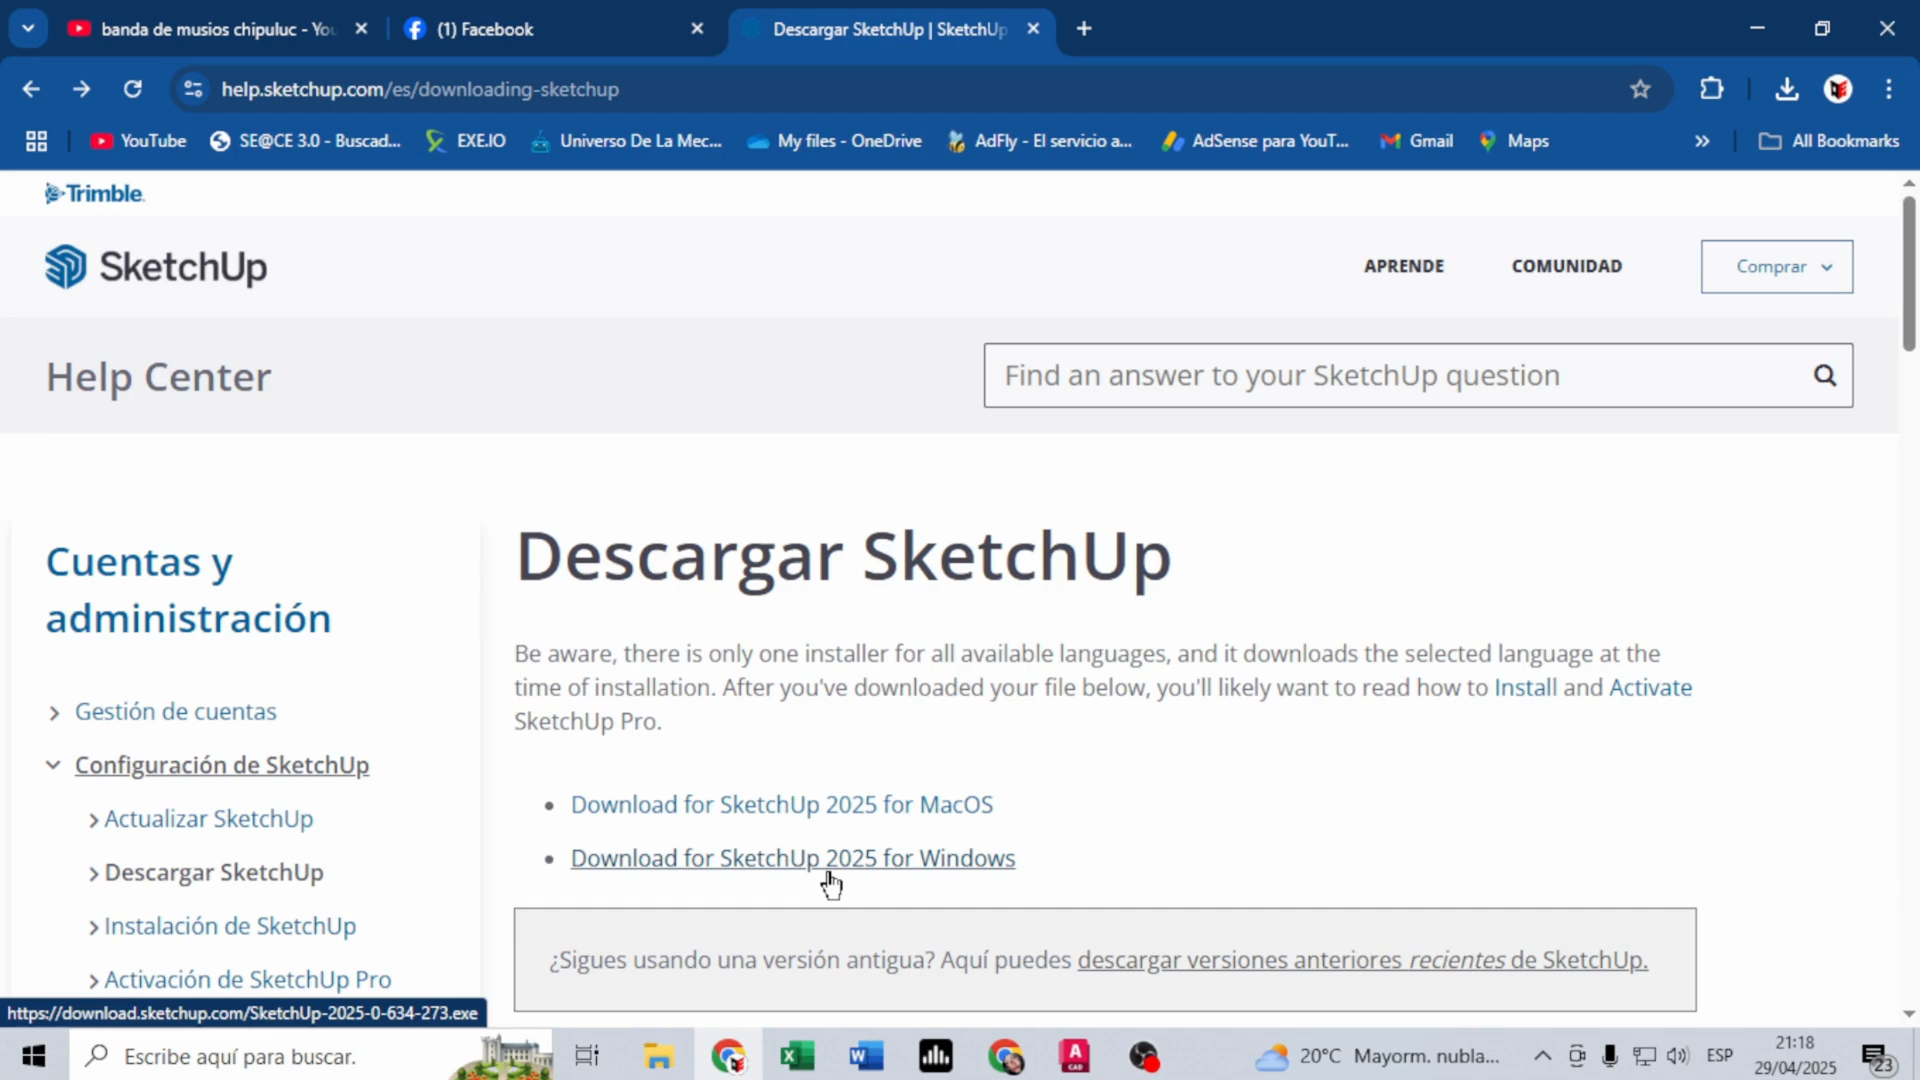 banda de musios chipuluc - You
(1) Facebook
Descargar SketchUp | SketchUp
help.sketchup.com/es/downloading-sketchup
YouTube
SE@CE 3.0 - Buscad...
EXE.IO
Universo De La Mec...
My files - OneDrive
AdFly - El servicio a...
AdSense para YouT...
Gmail
Maps
All Bookmarks
Trimble.
SketchUp
APRENDE
COMUNIDAD
Comprar
Help Center
Find an answer to your SketchUp question
Cuentas y
administración
Gestión de cuentas
Configuración de SketchUp
Actualizar SketchUp
Descargar SketchUp
Instalación de SketchUp
Activación de SketchUp Pro
Descargar SketchUp
Be aware, there is only one installer for all available languages, and it downloads the selected language at the
time of installation. After you've downloaded your file below, you'll likely want to read how to Install and Activate
SketchUp Pro.
Download for SketchUp 2025 for MacOS
Download for SketchUp 2025 for Windows
¿Sigues usando una versión antigua? Aquí puedes descargar versiones anteriores recientes de SketchUp.
https://download.sketchup.com/SketchUp-2025-0-634-273.exe
Escribe aquí para buscar.
A
CAD
20°C Mayorm. nubla...
ESP
21:18
29/04/2025
23